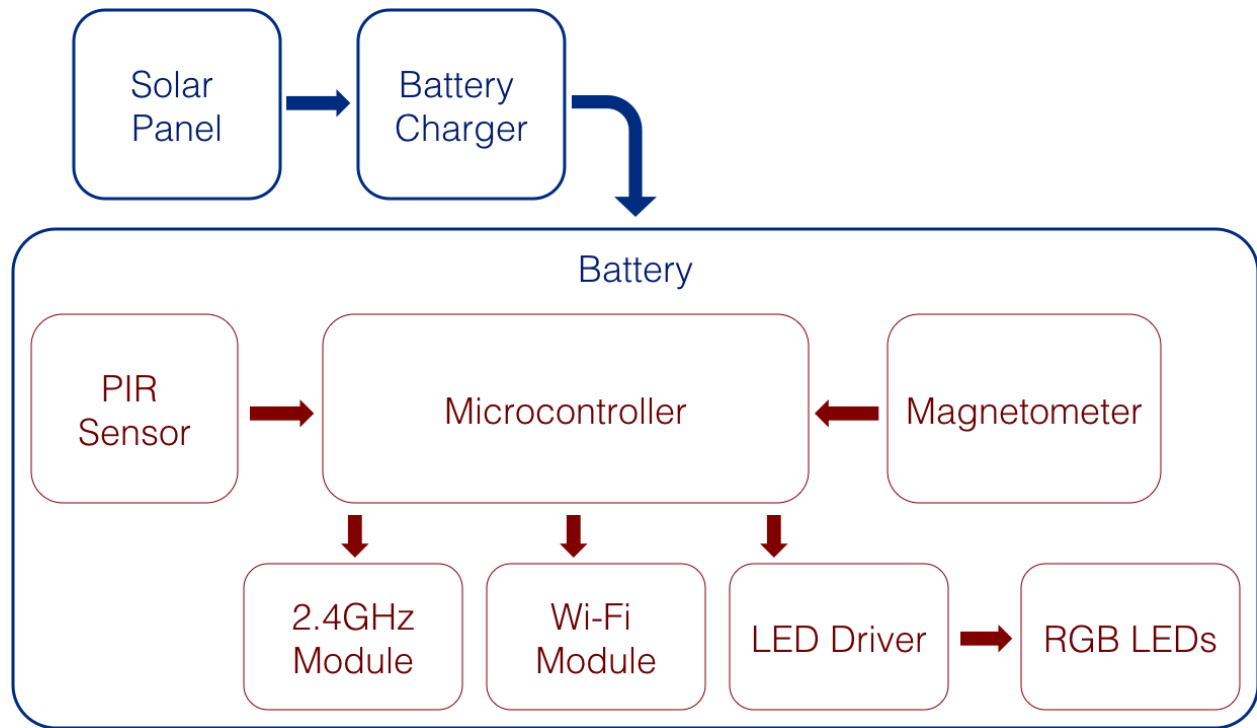 Solar
Panel
Battery
Charger
Battery
PIR
Sensor
Microcontroller
Magnetometer
2.4GHz
Module
Wi-Fi
Module
LED Driver
RGB LEDs